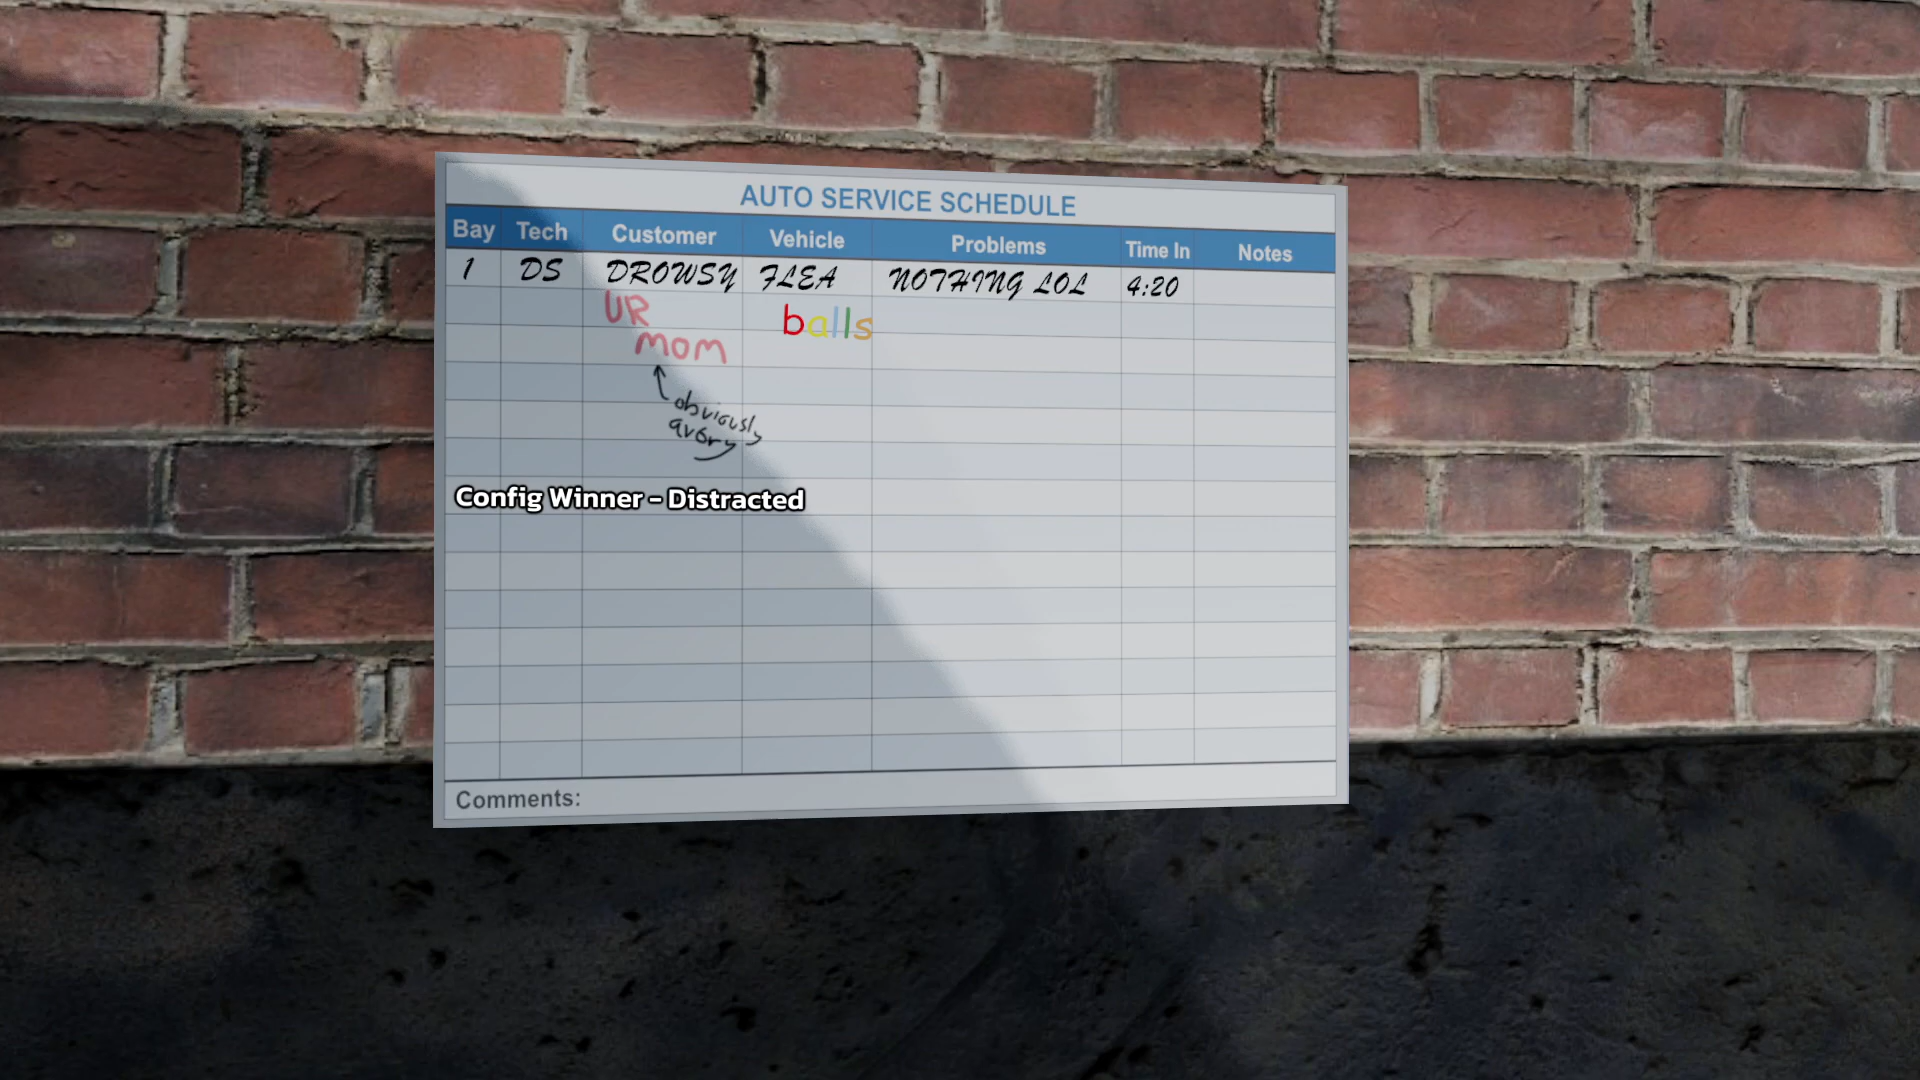 AUTO SERVICE SCHEDULE
Bay Tech Customer Vehicle Problems Time In Notes
1 DS DROWSY FLEA NOTHING LOL 4:20
UR
MOM
balls
obviously
avery
Config Winner - Distracted
Comments: